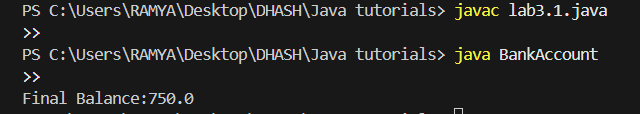 PS C:\Users\RAMYA\Desktop\DHASH\Java tutorials> javac lab3.1.java
>>
PS C:\Users\RAMYA\Desktop\DHASH\Java tutorials> java BankAccount
>>
Final Balance:750.0